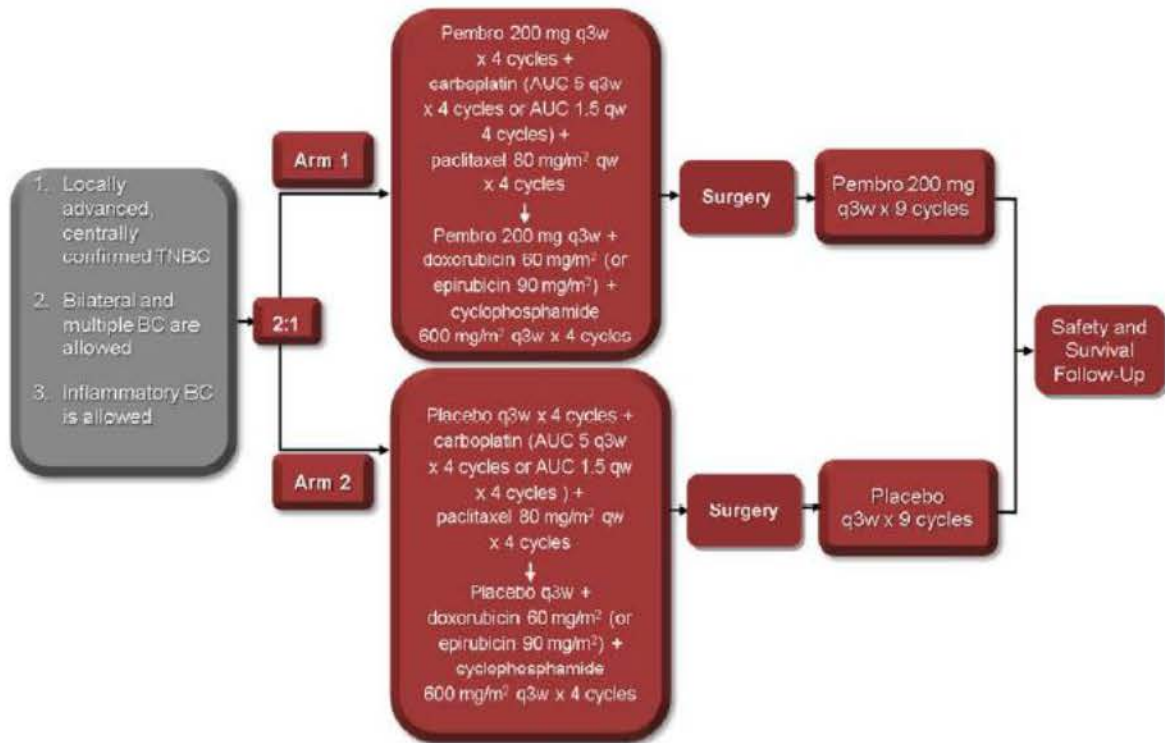 1. Locally
advanced,
centrally
confirmed TNBC
2. Bilateral and
multiple BC are
allowed
3. Inflammatory BC
is allowed
2:1
Arm 1
Pembro 200 mg q3w
x 4 cycles +
carboplatin (AUC 5 q3w
x 4 cycles or AUC 1.5 qw
4 cycles) +
paclitaxel 80 mg/m² qw
x 4 cycles
Pembro 200 mg q3w +
doxorubicin 60 mg/m² (or
epirubicin 90 mg/m²) +
cyclophosphamide
600 mg/m² q3w x 4 cycles
Surgery
Pembro 200 mg
q3w x 9 cycles
Arm 2
Placebo q3w x 4 cycles +
carboplatin (AUC 5 q3w
x 4 cycles or AUC 1.5 qw
x 4 cycles ) +
paclitaxel 80 mg/m² qw
x 4 cycles
Placebo q3w +
doxorubicin 60 mg/m² (or
epirubicin 90 mg/m²) +
cyclophosphamide
600 mg/m² q3w x 4 cycles
Surgery
Placebo
q3w x 9 cycles
Safety and
Survival
Follow-Up